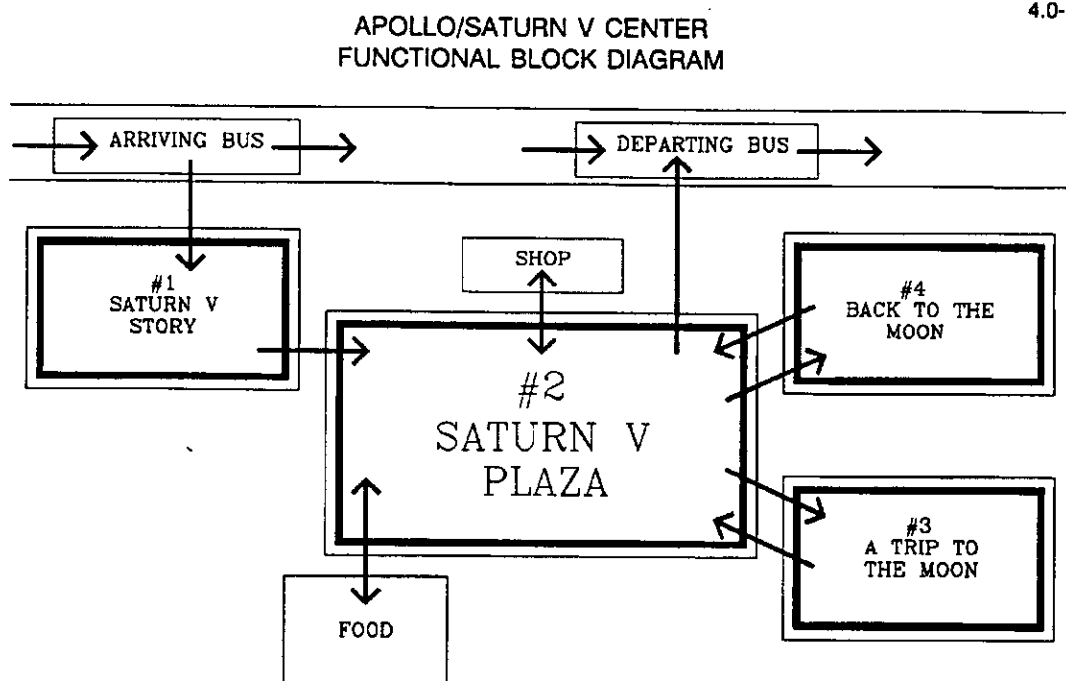 4.0-
APOLLO/SATURN V CENTER
FUNCTIONAL BLOCK DIAGRAM
ARRIVING BUS
DEPARTING BUS
#1
SATURN V
STORY
SHOP
#4
BACK TO THE
MOON
#2
SATURN V
PLAZA
#3
A TRIP TO
THE MOON
FOOD